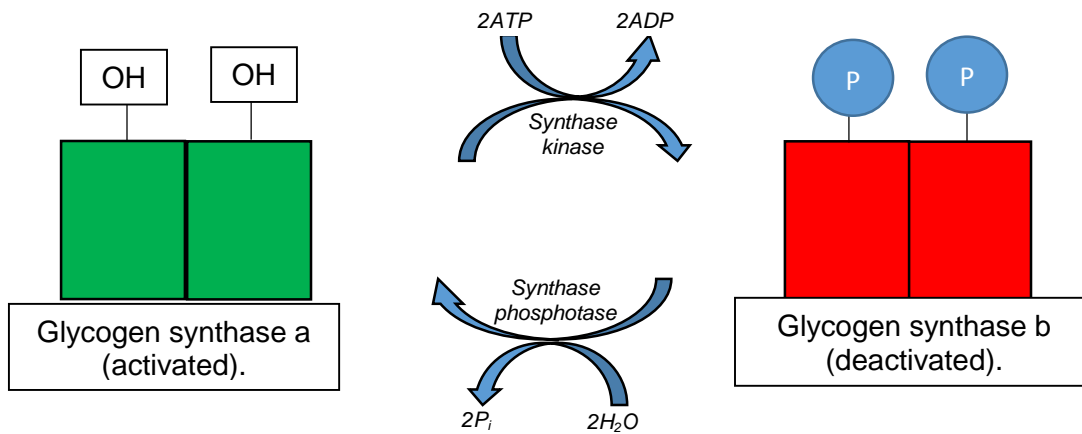 OH
OH
2ATP
2ADP
Synthase
kinase
P
P
Synthase
phosphotase
2Pᵢ
2H₂O
Glycogen synthase a
(activated).
Glycogen synthase b
(deactivated).